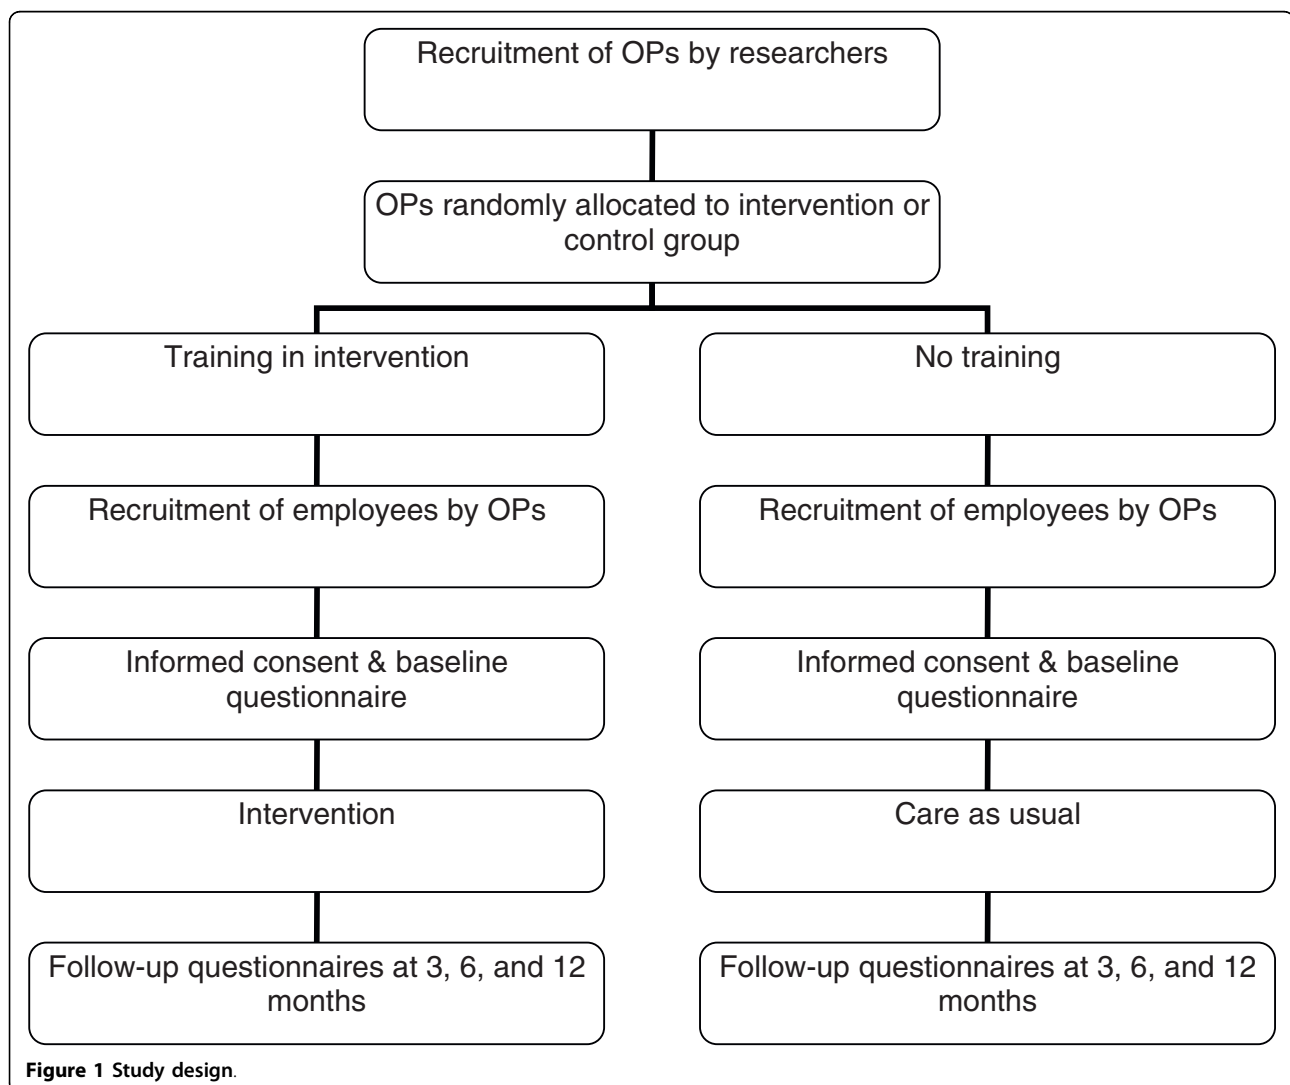 Recruitment of OPs by researchers
OPs randomly allocated to intervention or
control group
Training in intervention
No training
Recruitment of employees by OPs
Recruitment of employees by OPs
Informed consent & baseline
questionnaire
Informed consent & baseline
questionnaire
Intervention
Care as usual
Follow-up questionnaires at 3, 6, and 12
months
Follow-up questionnaires at 3, 6, and 12
months
Figure 1 Study design.